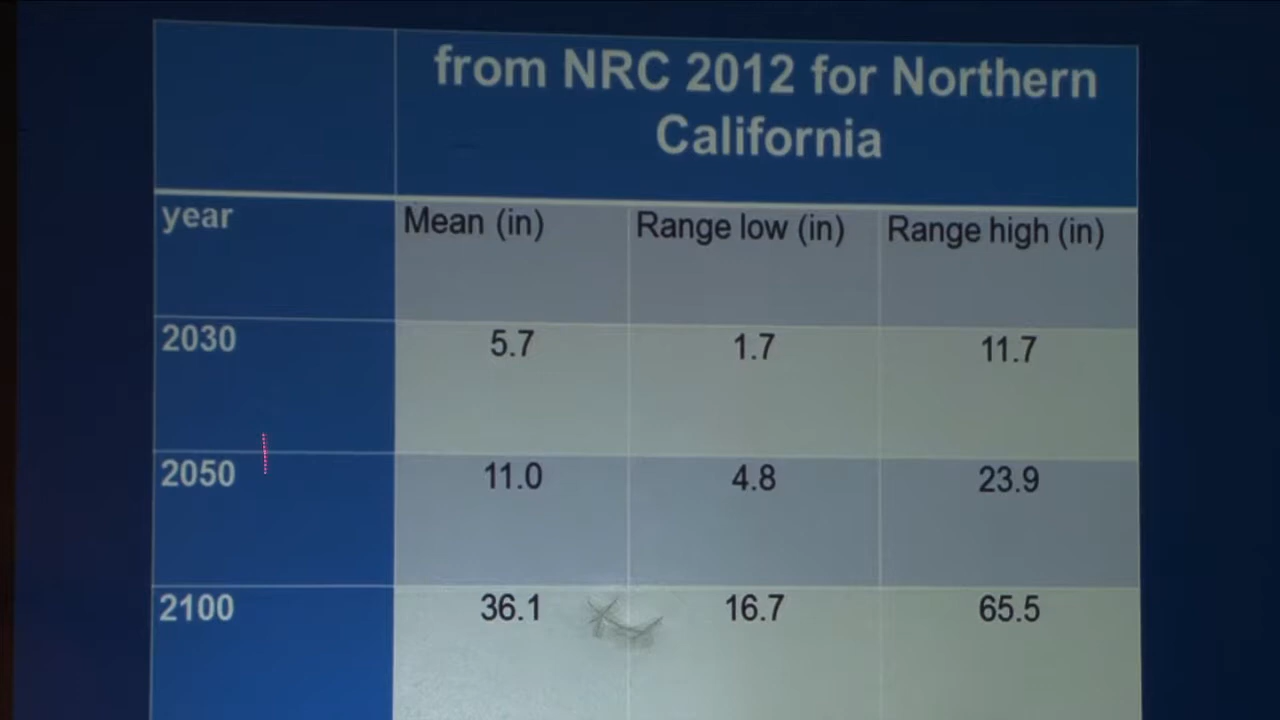 from NRC 2012 for Northern
California
year Mean (in) Range low (in) Range high (in)
2030 5.7 1.7 11.7
2050 11.0 4.8 23.9
2100 36.1 16.7 65.5